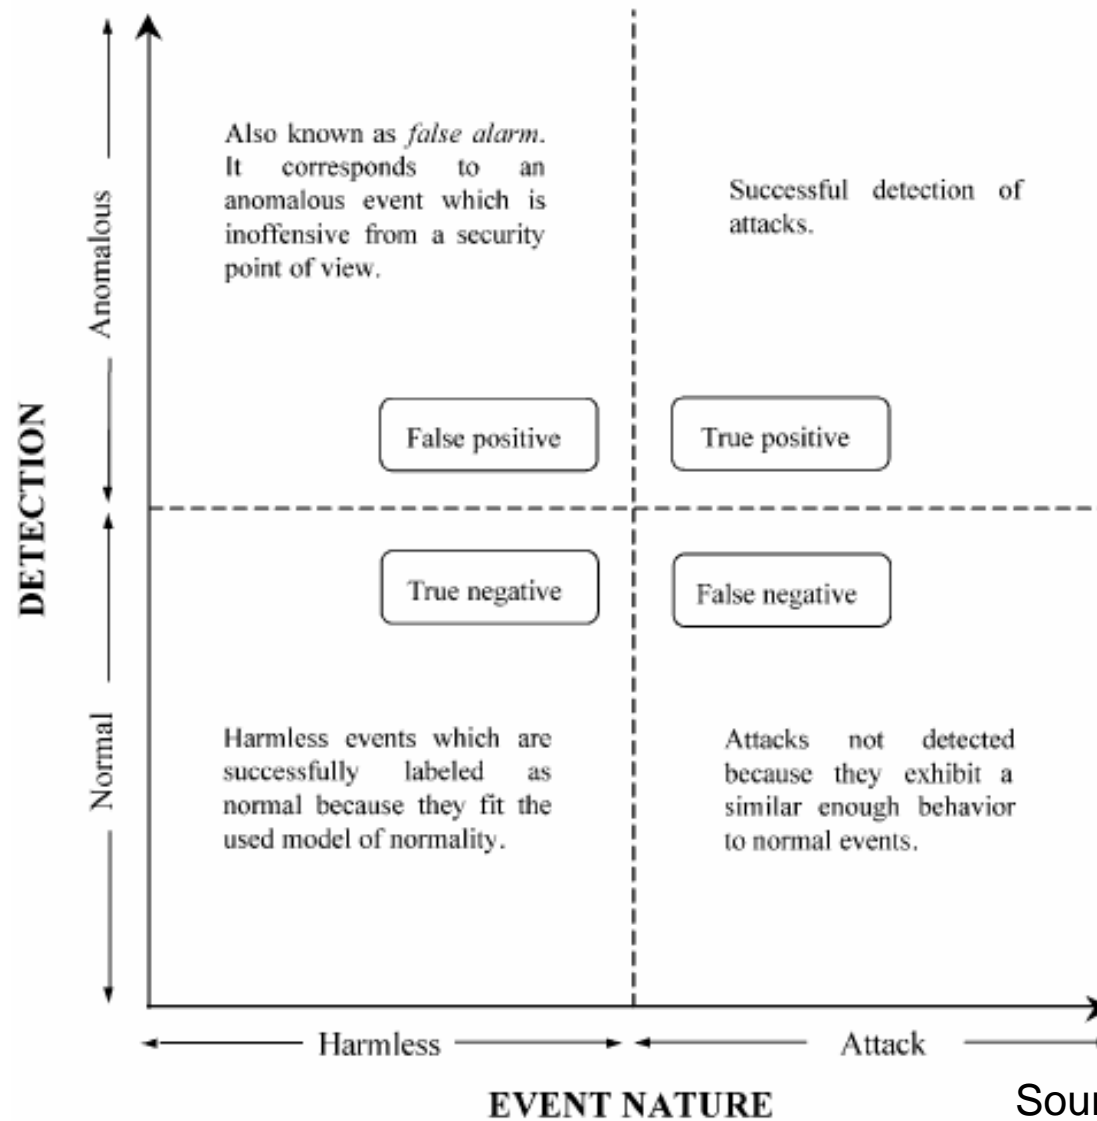 Also known as false alarm.
It corresponds to an
anomalous event which is
inoffensive from a security
point of view.
Successful detection of
attacks.
Anomalous
False positive
True positive
DETECTION
True negative
False negative
Normal
Harmless events which are
successfully labeled as
normal because they fit the
used model of normality.
Attacks not detected
because they exhibit a
similar enough behavior
to normal events.
Harmless
Attack
EVENT NATURE
Sour